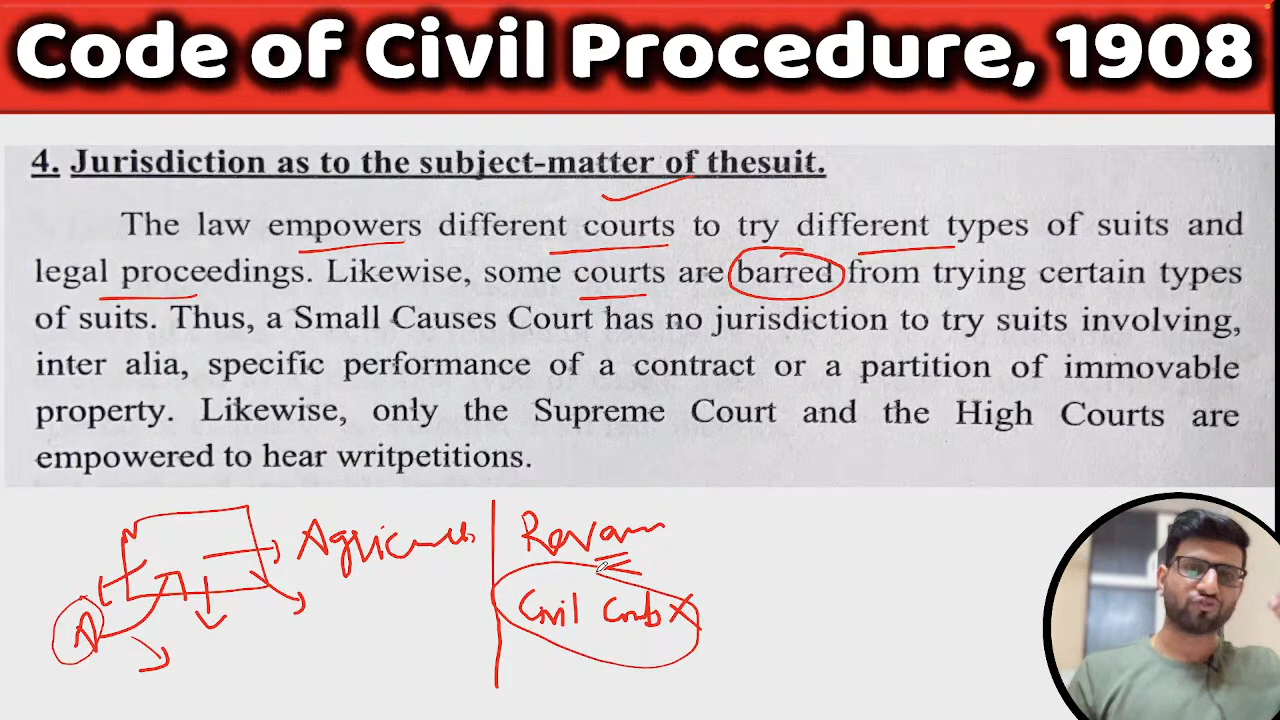 Code of Civil Procedure, 1908
4. Jurisdiction as to the subject-matter of thesuit.
The law empowers different courts to try different types of suits and
legal proceedings. Likewise, some courts are barred from trying certain types
of suits. Thus, a Small Causes Court has no jurisdiction to try suits involving,
inter alia, specific performance of a contract or a partition of immovable
property. Likewise, only the Supreme Court and the High Courts are
empowered to hear writpetitions.
A
Civil